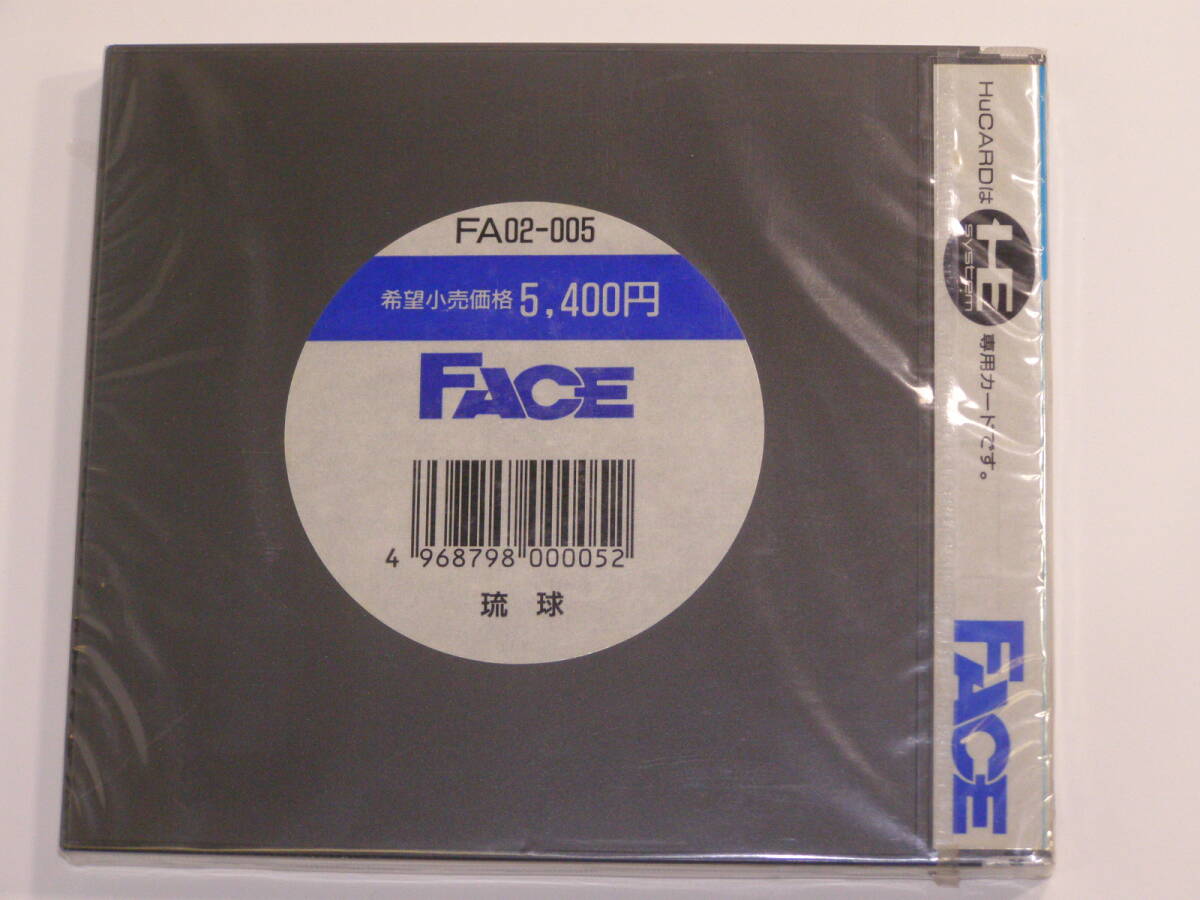 FA02-005
希望小売価格 5,400円
FACE
4 968798 000052
琉 球
HuCARDは HE system 専用カードです。
FACE